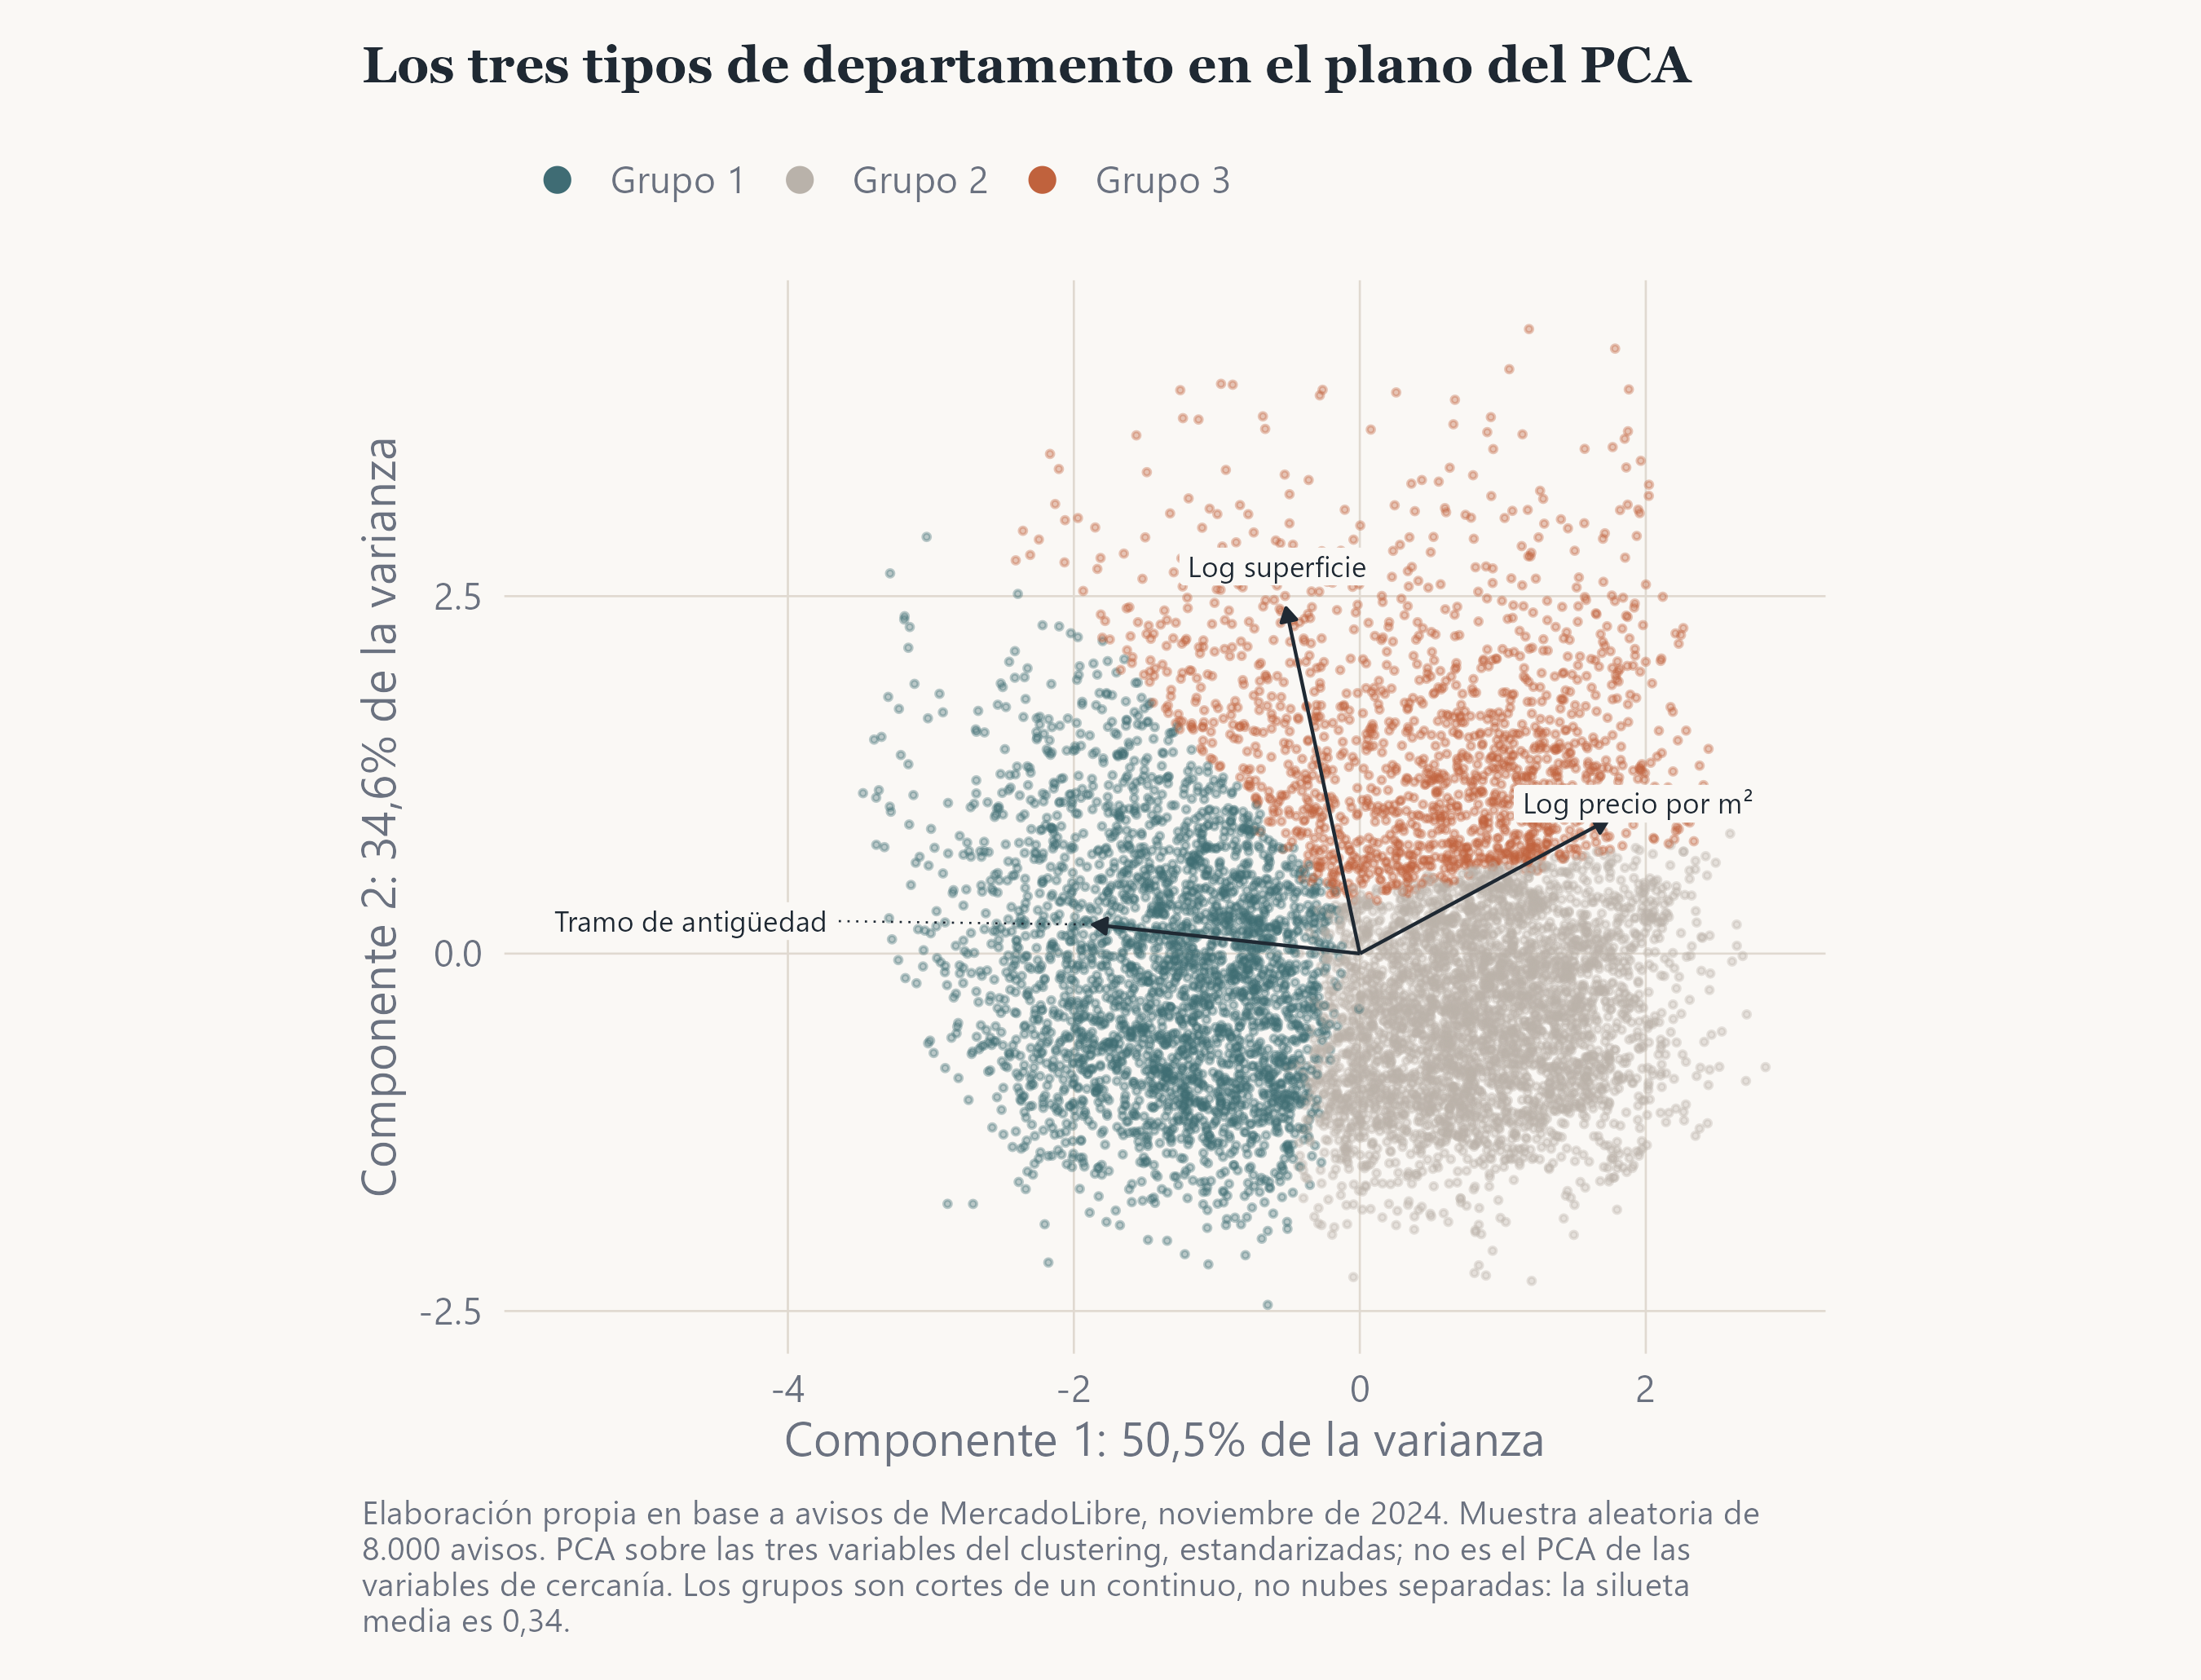 Los tres tipos de departamento en el plano del PCA
Grupo 1
Grupo 2
Grupo 3
Componente 2: 34,6% de la varianza
2.5
0.0
-2.5
Log superficie
Log precio por m²
Tramo de antigüedad
-4
-2
0
2
Componente 1: 50,5% de la varianza
Elaboración propia en base a avisos de MercadoLibre, noviembre de 2024. Muestra aleatoria de
8.000 avisos. PCA sobre las tres variables del clustering, estandarizadas; no es el PCA de las
variables de cercanía. Los grupos son cortes de un continuo, no nubes separadas: la silueta
media es 0,34.